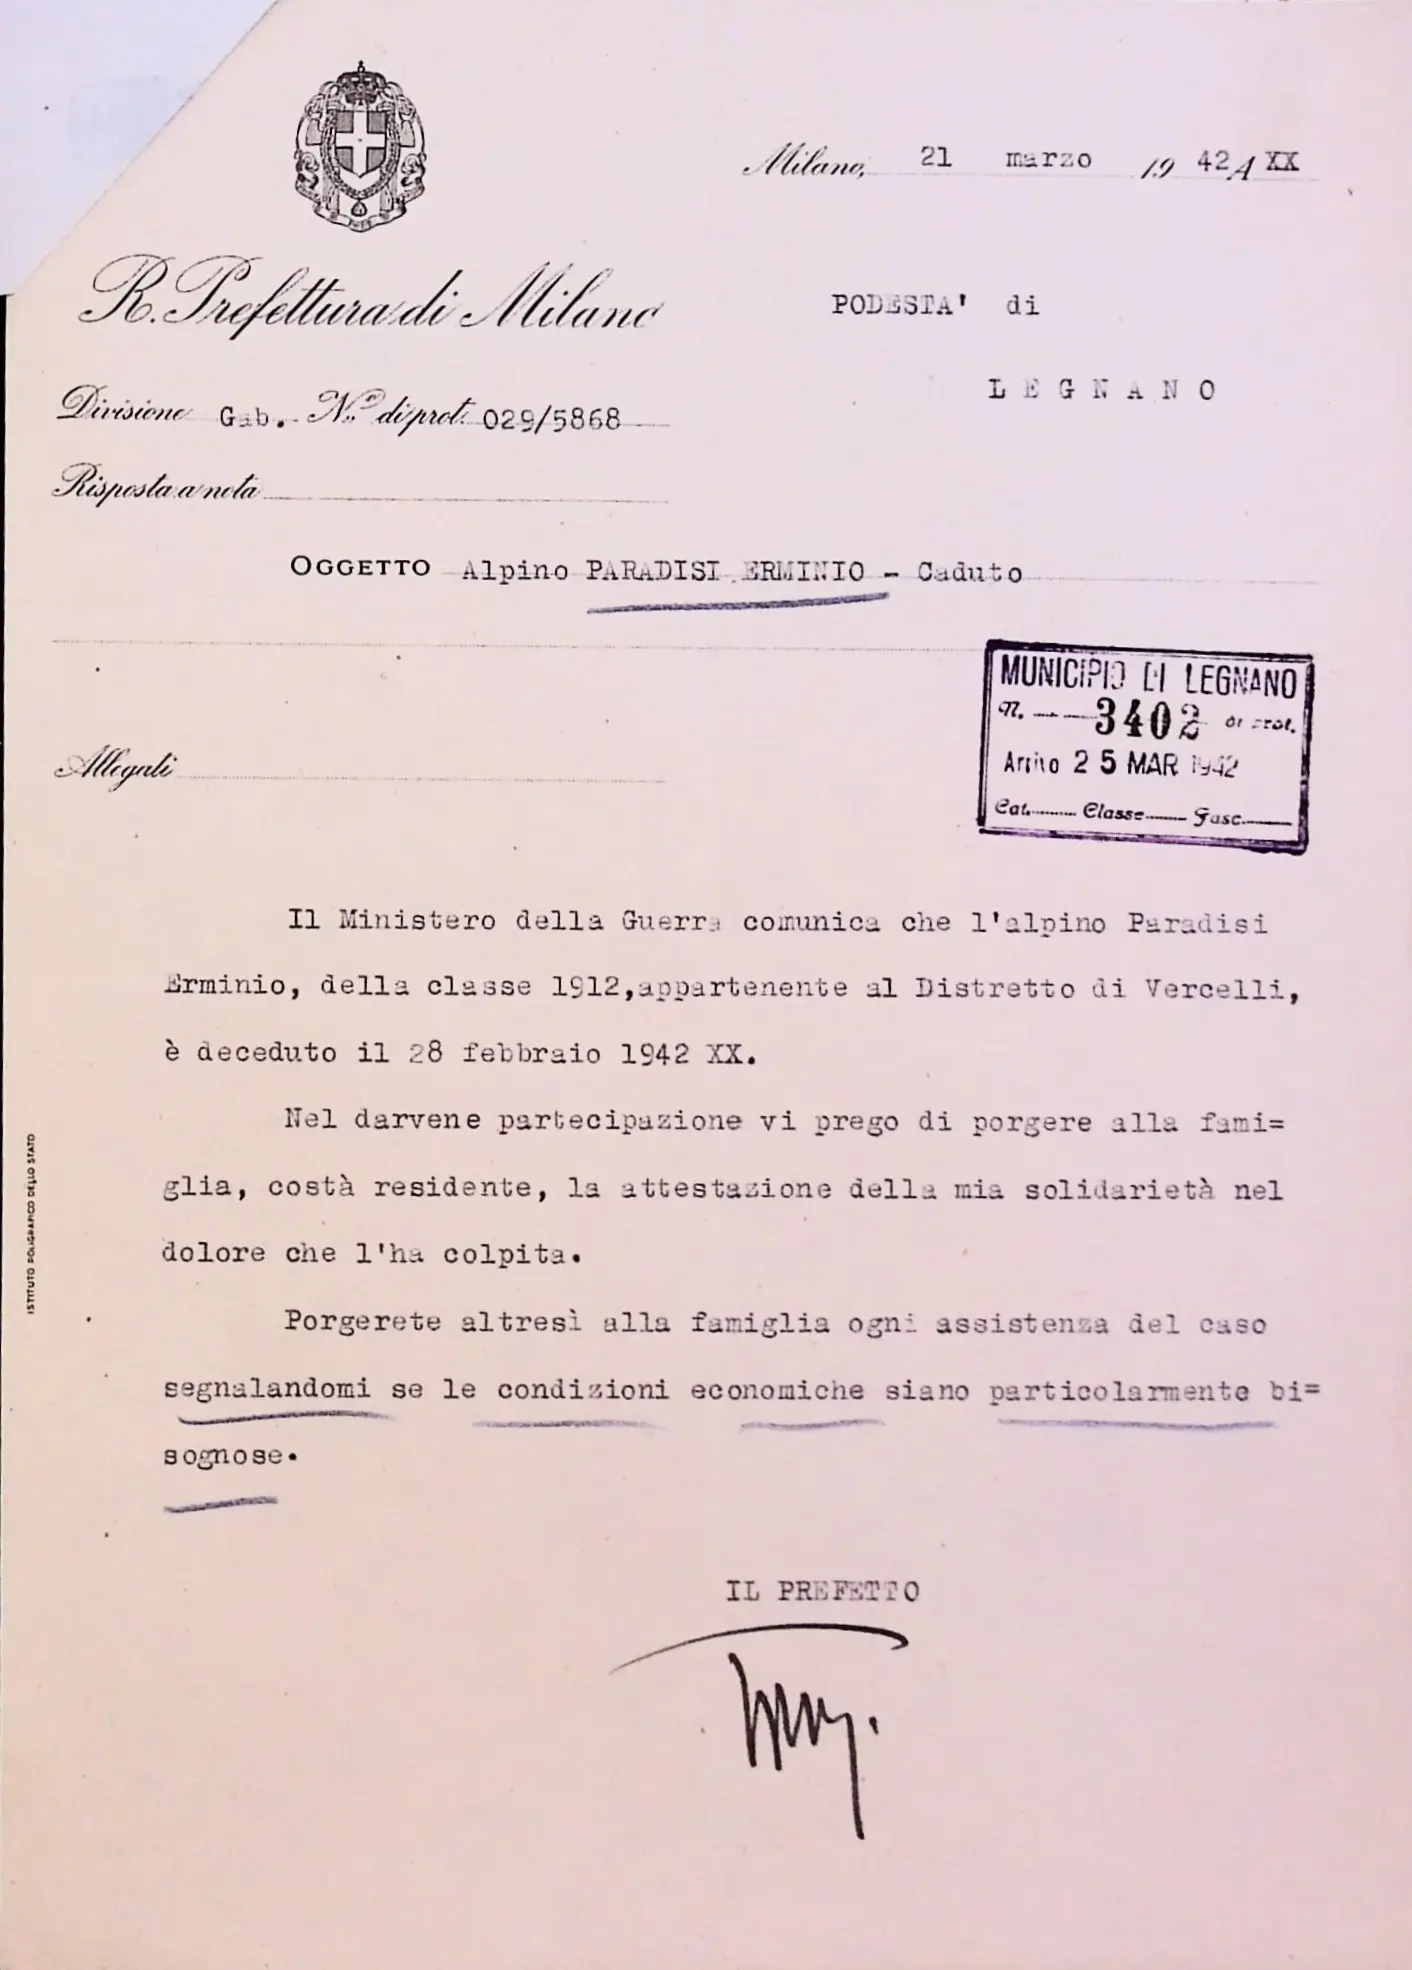 Milano, 21 marzo 1942 A XX
R. Prefettura di Milano
PODESTA' di
LEGNANO
Divisione Gab. N.ro di prot. 029/5868
Risposta a nota
OGGETTO Alpino PARADISI ERMINIO - Caduto
MUNICIPIO DI LEGNANO
N. 3402 di prot.
Arrivo 25 MAR 1942
Cat. Classe Fasc.
Allegati
Il Ministero della Guerra comunica che l'alpino Paradisi
Erminio, della classe 1912,appartenente al Distretto di Vercelli,
è deceduto il 28 febbraio 1942 XX.
Nel darvene partecipazione vi prego di porgere alla fami=
glia, costà residente, la attestazione della mia solidarietà nel
dolore che l'ha colpita.
Porgerete altresì alla famiglia ogni assistenza del caso
segnalandomi se le condizioni economiche siano particolarmente bi=
sognose.
IL PREFETTO
ISTITUTO POLIGRAFICO DELLO STATO